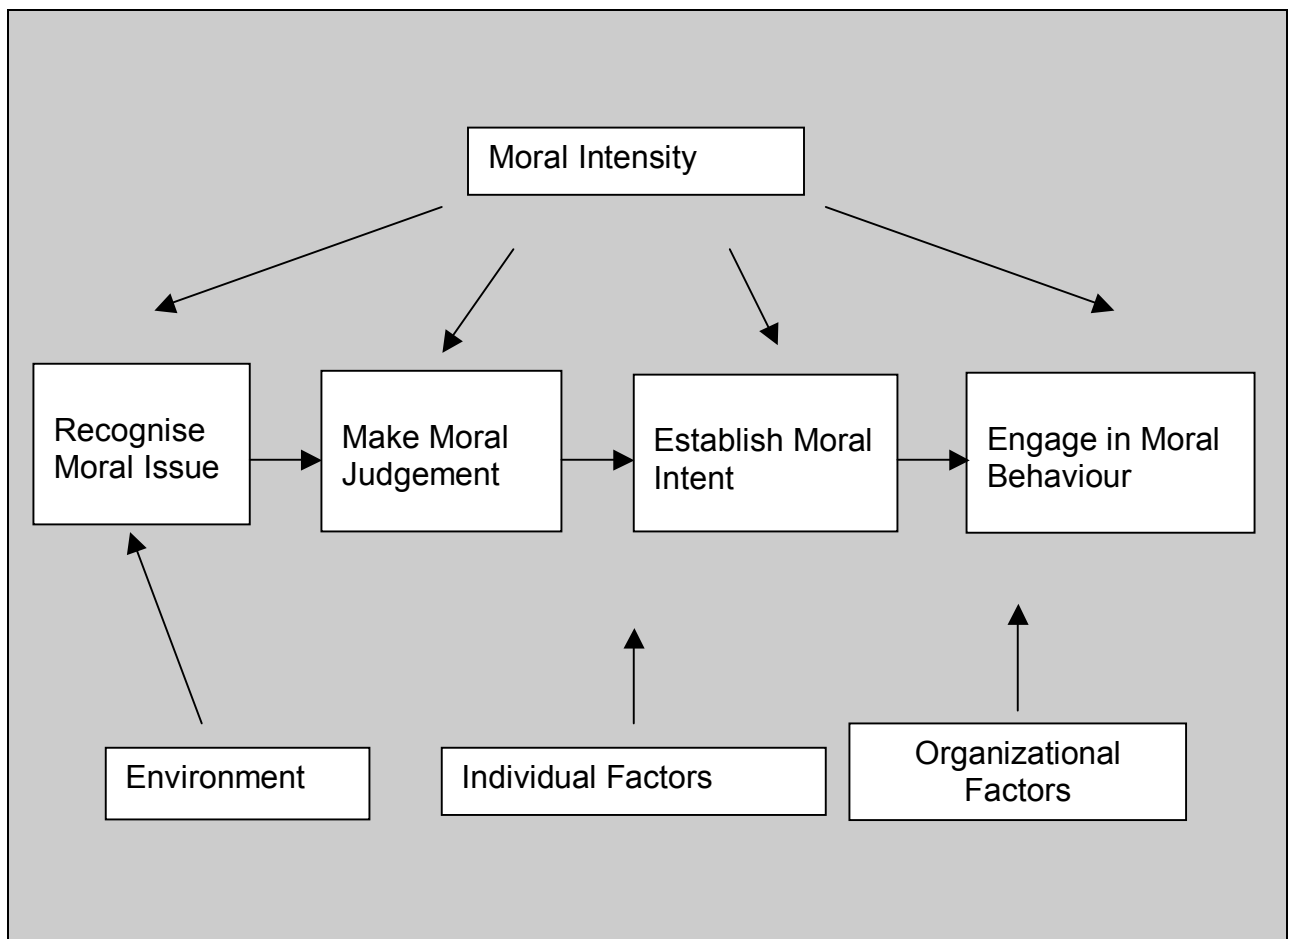 Moral Intensity
Recognise
Moral Issue
Make Moral
Judgement
Establish Moral
Intent
Engage in Moral
Behaviour
Environment
Individual Factors
Organizational
Factors